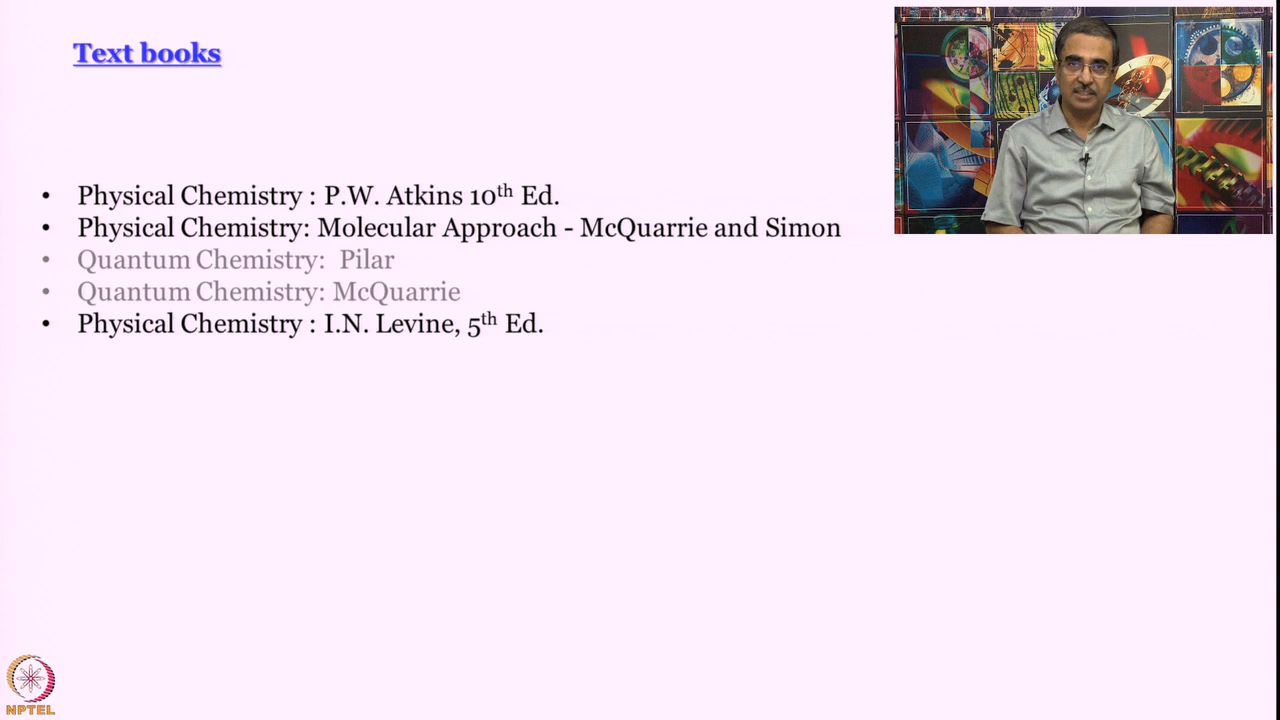 Text books
• Physical Chemistry : P.W. Atkins 10th Ed.
• Physical Chemistry: Molecular Approach - McQuarrie and Simon
• Quantum Chemistry:  Pilar
• Quantum Chemistry: McQuarrie
• Physical Chemistry : I.N. Levine, 5th Ed.
NPTEL